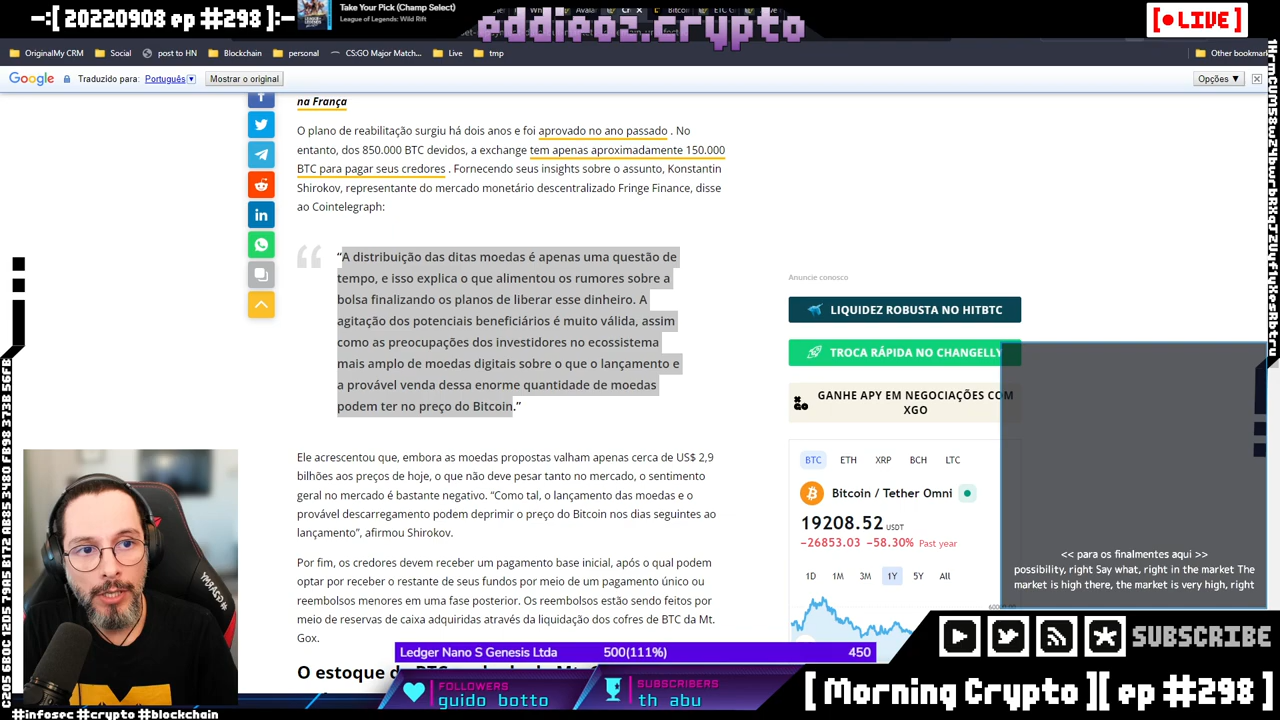 -:[ 20220908 ep #298 ]:-
Take Your Pick (Champ Select)
League of Legends: Wild Rift
eddieoz.crypto
[●LIVE]
OriginalMy CRM
Social
post to HN
Blockchain
personal
CS:GO Major Match...
Live
tmp
Other bookmar
Google
Traduzido para: Português
Mostrar o original
Opções ▼
na França
O plano de reabilitação surgiu há dois anos e foi aprovado no ano passado . No
entanto, dos 850.000 BTC devidos, a exchange tem apenas aproximadamente 150.000
BTC para pagar seus credores . Fornecendo seus insights sobre o assunto, Konstantin
Shirokov, representante do mercado monetário descentralizado Fringe Finance, disse
ao Cointelegraph:
“A distribuição das ditas moedas é apenas uma questão de
tempo, e isso explica o que alimentou os rumores sobre a
bolsa finalizando os planos de liberar esse dinheiro. A
agitação dos potenciais beneficiários é muito válida, assim
como as preocupações dos investidores no ecossistema
mais amplo de moedas digitais sobre o que o lançamento e
a provável venda dessa enorme quantidade de moedas
podem ter no preço do Bitcoin.”
Ele acrescentou que, embora as moedas propostas valham apenas cerca de US$ 2,9
bilhões aos preços de hoje, o que não deve pesar tanto no mercado, o sentimento
geral no mercado é bastante negativo. “Como tal, o lançamento das moedas e o
provável descarregamento podem deprimir o preço do Bitcoin nos dias seguintes ao
lançamento”, afirmou Shirokov.
Por fim, os credores devem receber um pagamento base inicial, após o qual podem
optar por receber o restante de seus fundos por meio de um pagamento único ou
reembolsos menores em uma fase posterior. Os reembolsos estão sendo feitos por
meio de reservas de caixa adquiridas através da liquidação dos cofres de BTC da Mt.
Gox.
O estoque d
Anuncie conosco
LIQUIDEZ ROBUSTA NO HITBTC
TROCA RÁPIDA NO CHANGELLY
GANHE APY EM NEGOCIAÇÕES COM
XGO
BTC ETH XRP BCH LTC
Bitcoin / Tether Omni
19208.52 USDT
−26853.03 −58.30% Past year
1D 1M 3M 1Y 5Y All
<< para os finalmentes aqui >>
possibility, right Say what, right in the market The
market is high there, the market is very high, right
Ledger Nano S Genesis Ltda 500(111%) 450
FOLLOWERS
guido botto
SUBSCRIBERS
th abu
SUBSCRIBE
[ Morning Crypto ][ ep #298 ]
#infosec #crypto #blockchain